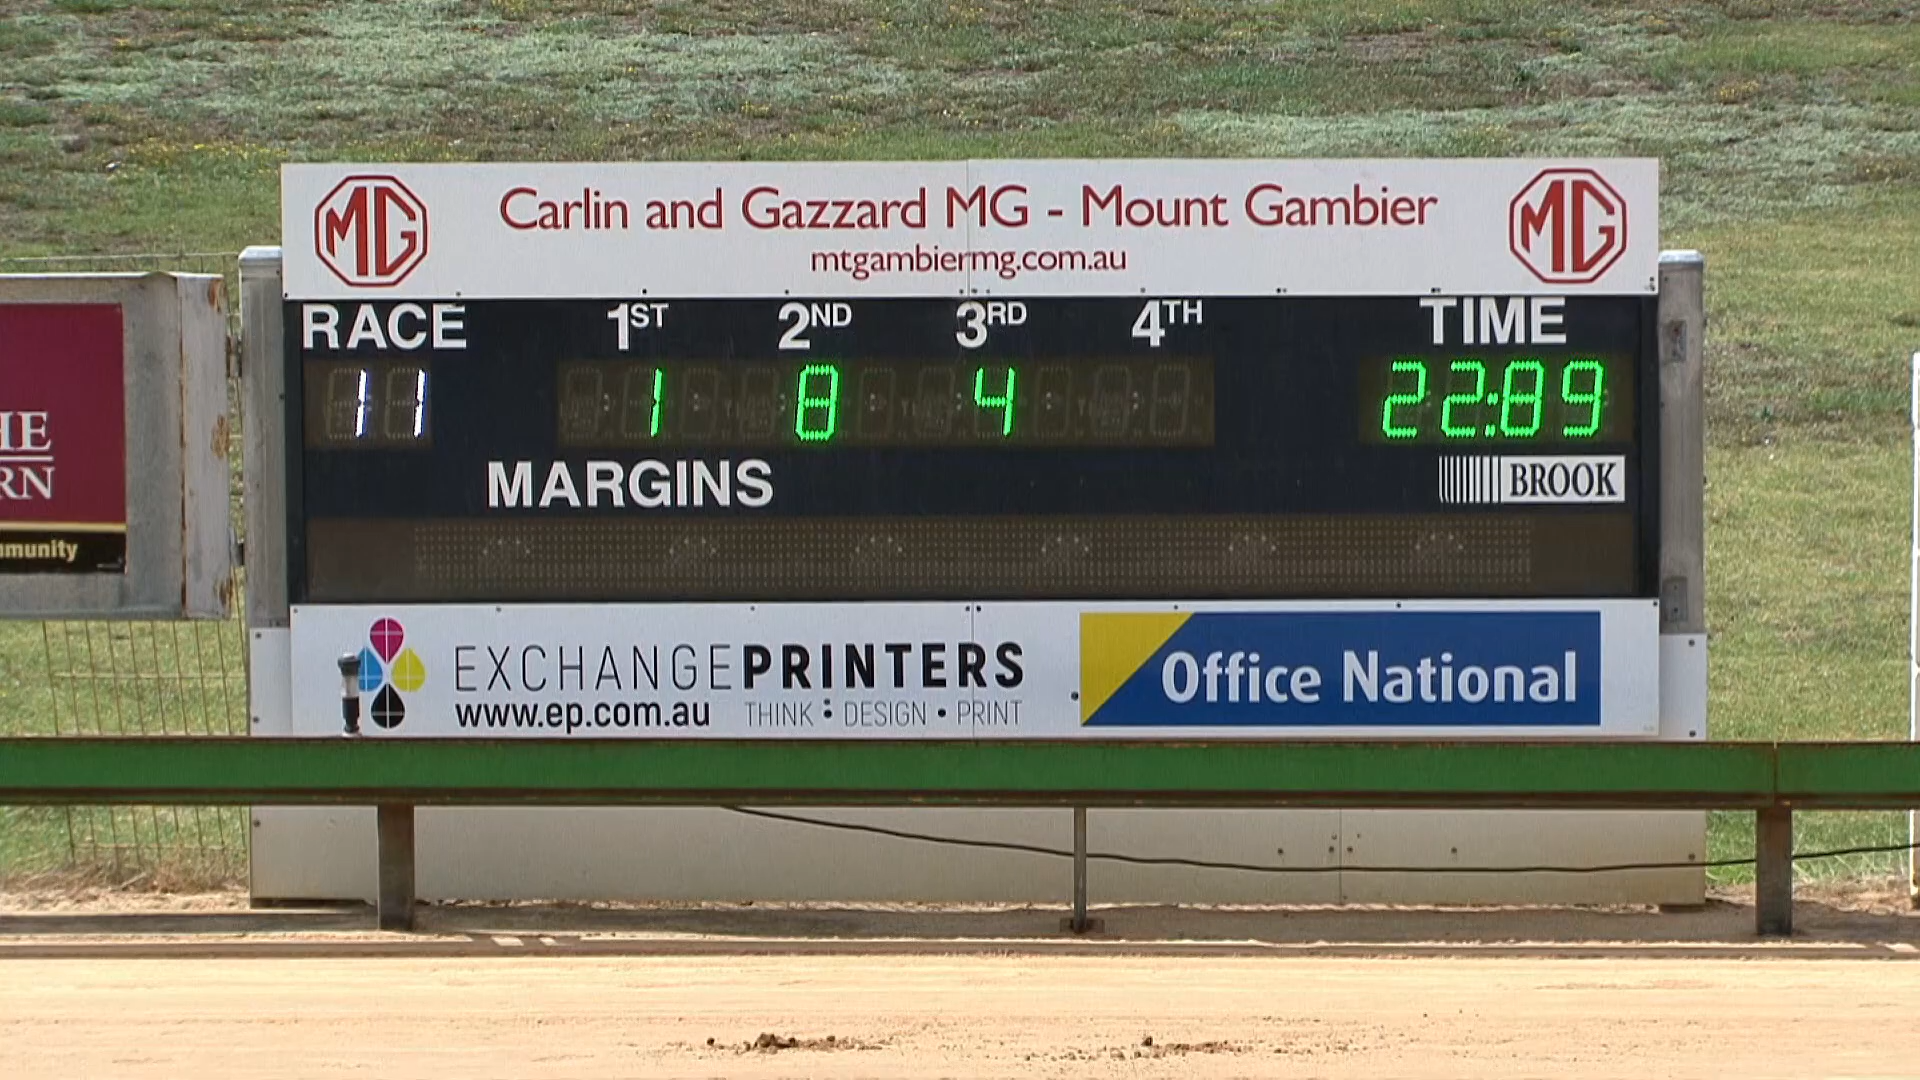 MG Carlin and Gazzard MG - Mount Gambier MG
mtgambiermg.com.au
RACE 1ST 2ND 3RD 4TH TIME
11 1 8 4 22:89
MARGINS BROOK
HE
RN
mmunity
EXCHANGEPRINTERS
www.ep.com.au THINK : DESIGN • PRINT
Office National